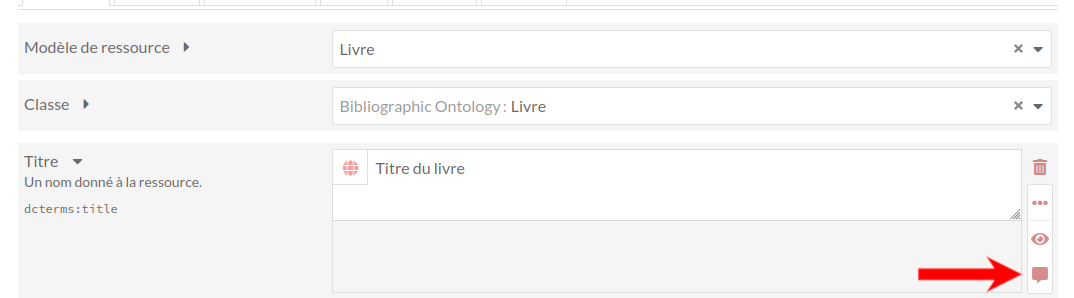 Modèle de ressource
Livre
Classe
Bibliographic Ontology : Livre
Titre
Titre du livre
Un nom donné à la ressource.
dcterms:title